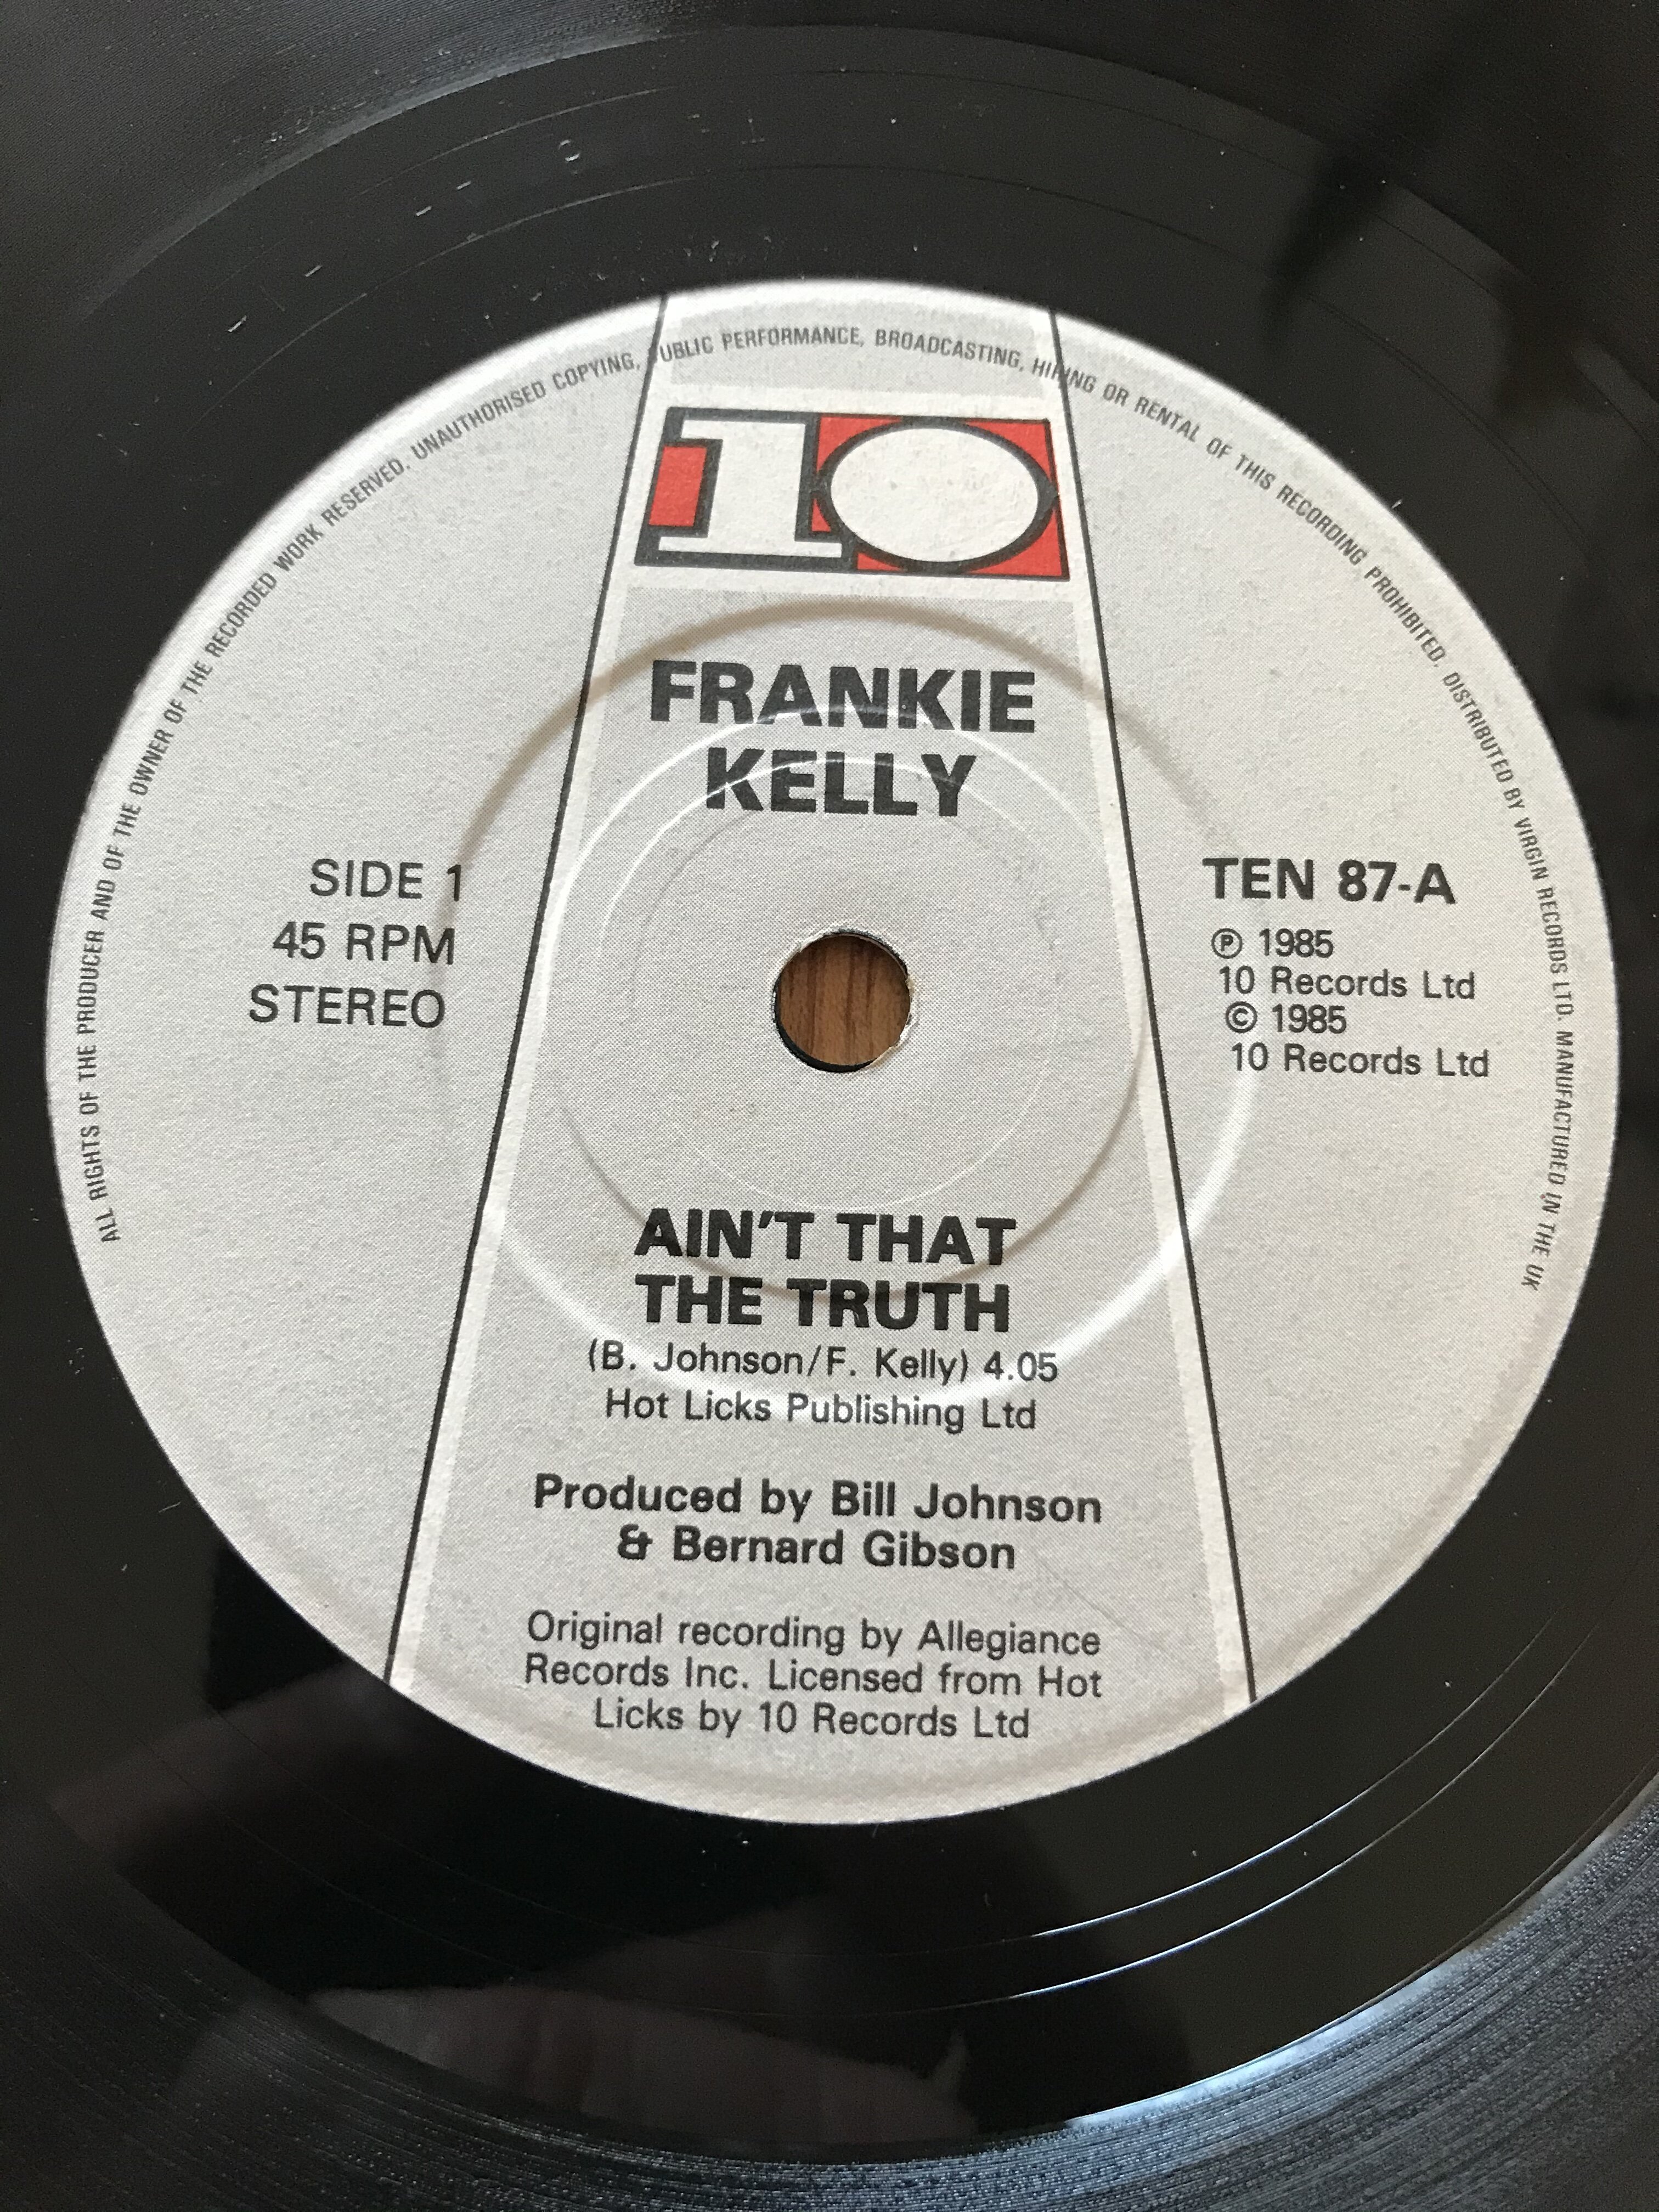 ALL RIGHTS OF THE PRODUCER AND OF THE OWNER OF THE RECORDED WORK RESERVED. UNAUTHORISED COPYING, PUBLIC PERFORMANCE, BROADCASTING, HIRING OR RENTAL OF THIS RECORDING PROHIBITED. DISTRIBUTED BY VIRGIN RECORDS LTD. MANUFACTURED IN THE UK
10
FRANKIE
KELLY
SIDE 1
45 RPM
STEREO
TEN 87-A
℗ 1985
10 Records Ltd
© 1985
10 Records Ltd
AIN'T THAT
THE TRUTH
(B. Johnson/F. Kelly) 4.05
Hot Licks Publishing Ltd
Produced by Bill Johnson
& Bernard Gibson
Original recording by Allegiance
Records Inc. Licensed from Hot
Licks by 10 Records Ltd